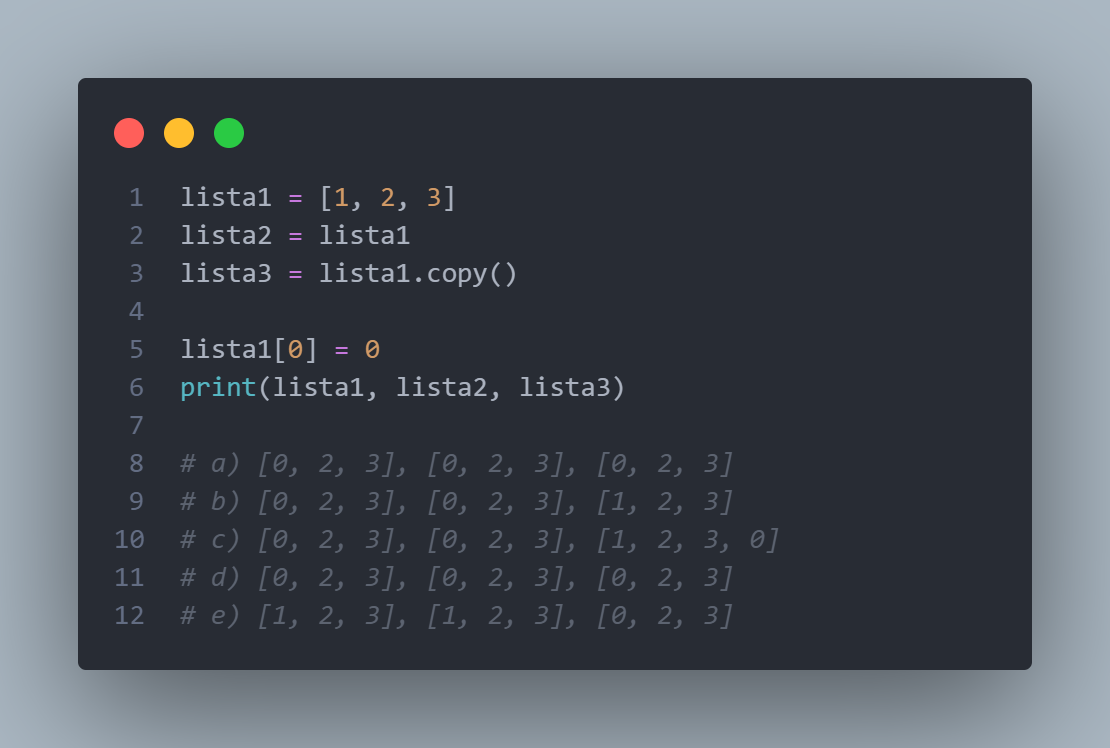 1 lista1 = [1, 2, 3]
2 lista2 = lista1
3 lista3 = lista1.copy()
4
5 lista1[0] = 0
6 print(lista1, lista2, lista3)
7
8 # a) [0, 2, 3], [0, 2, 3], [0, 2, 3]
9 # b) [0, 2, 3], [0, 2, 3], [1, 2, 3]
10 # c) [0, 2, 3], [0, 2, 3], [1, 2, 3, 0]
11 # d) [0, 2, 3], [0, 2, 3], [0, 2, 3]
12 # e) [1, 2, 3], [1, 2, 3], [0, 2, 3]